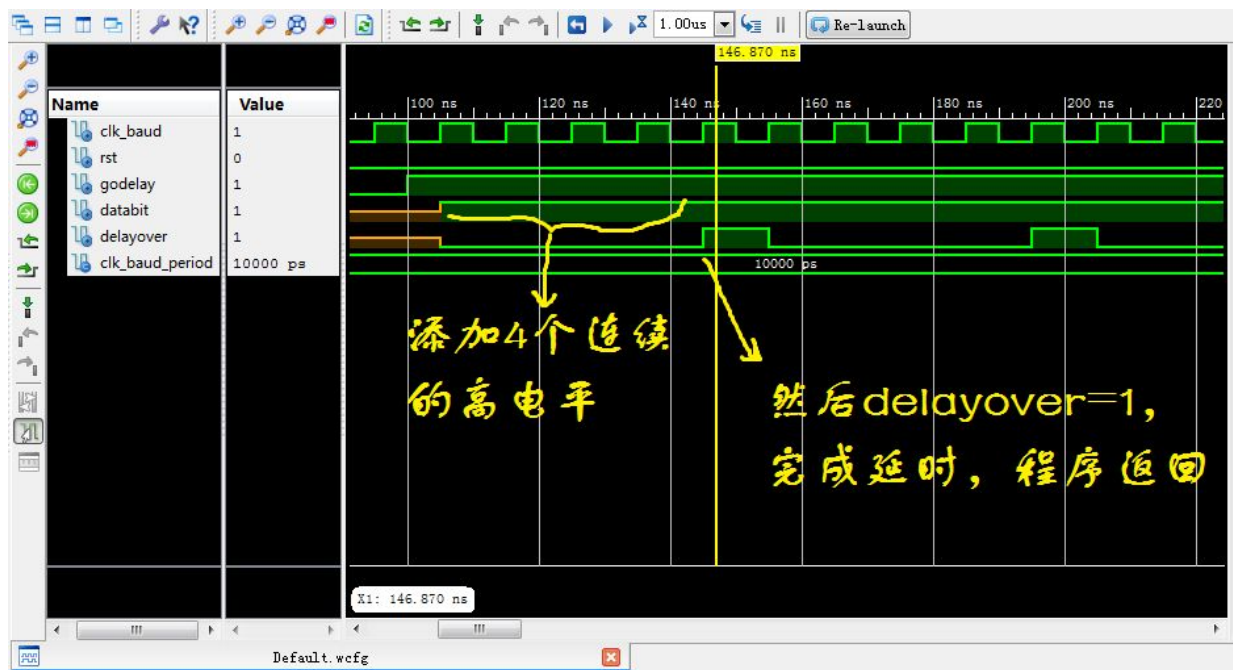 1.00us
Re-launch
146.870 ns
Name
Value
100 ns
120 ns
140 ns
160 ns
180 ns
200 ns
220
clk_baud
1
rst
0
godelay
1
databit
1
delayover
1
clk_baud_period
10000 ps
10000 ps
添加4个连续
的高电平
然后delayover=1,
完成延时，程序返回
X1: 146.870 ns
Default.wcfg